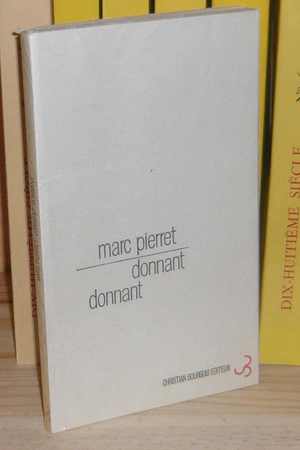 marc pierret
donnant
donnant
CHRISTIAN BOURGOIS EDITEUR
DIX-HUITIÈME SIÈCLE